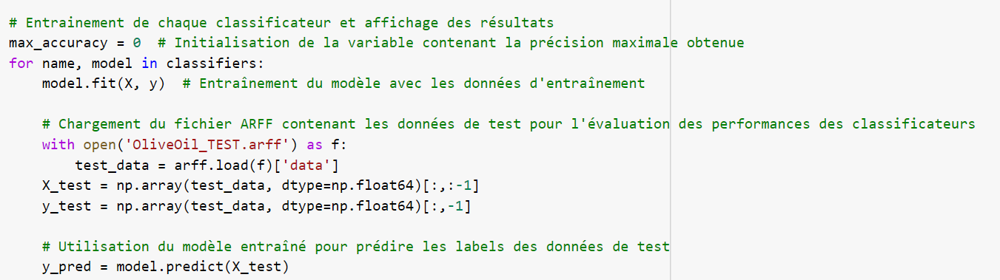 # Entrainement de chaque classificateur et affichage des résultats
max_accuracy = 0  # Initialisation de la variable contenant la précision maximale obtenue
for name, model in classifiers:
    model.fit(X, y)  # Entraînement du modèle avec les données d'entraînement
    # Chargement du fichier ARFF contenant les données de test pour l'évaluation des performances des classificateurs
    with open('OliveOil_TEST.arff') as f:
        test_data = arff.load(f)['data']
    X_test = np.array(test_data, dtype=np.float64)[:,:-1]
    y_test = np.array(test_data, dtype=np.float64)[:,-1]
    # Utilisation du modèle entraîné pour prédire les labels des données de test
    y_pred = model.predict(X_test)